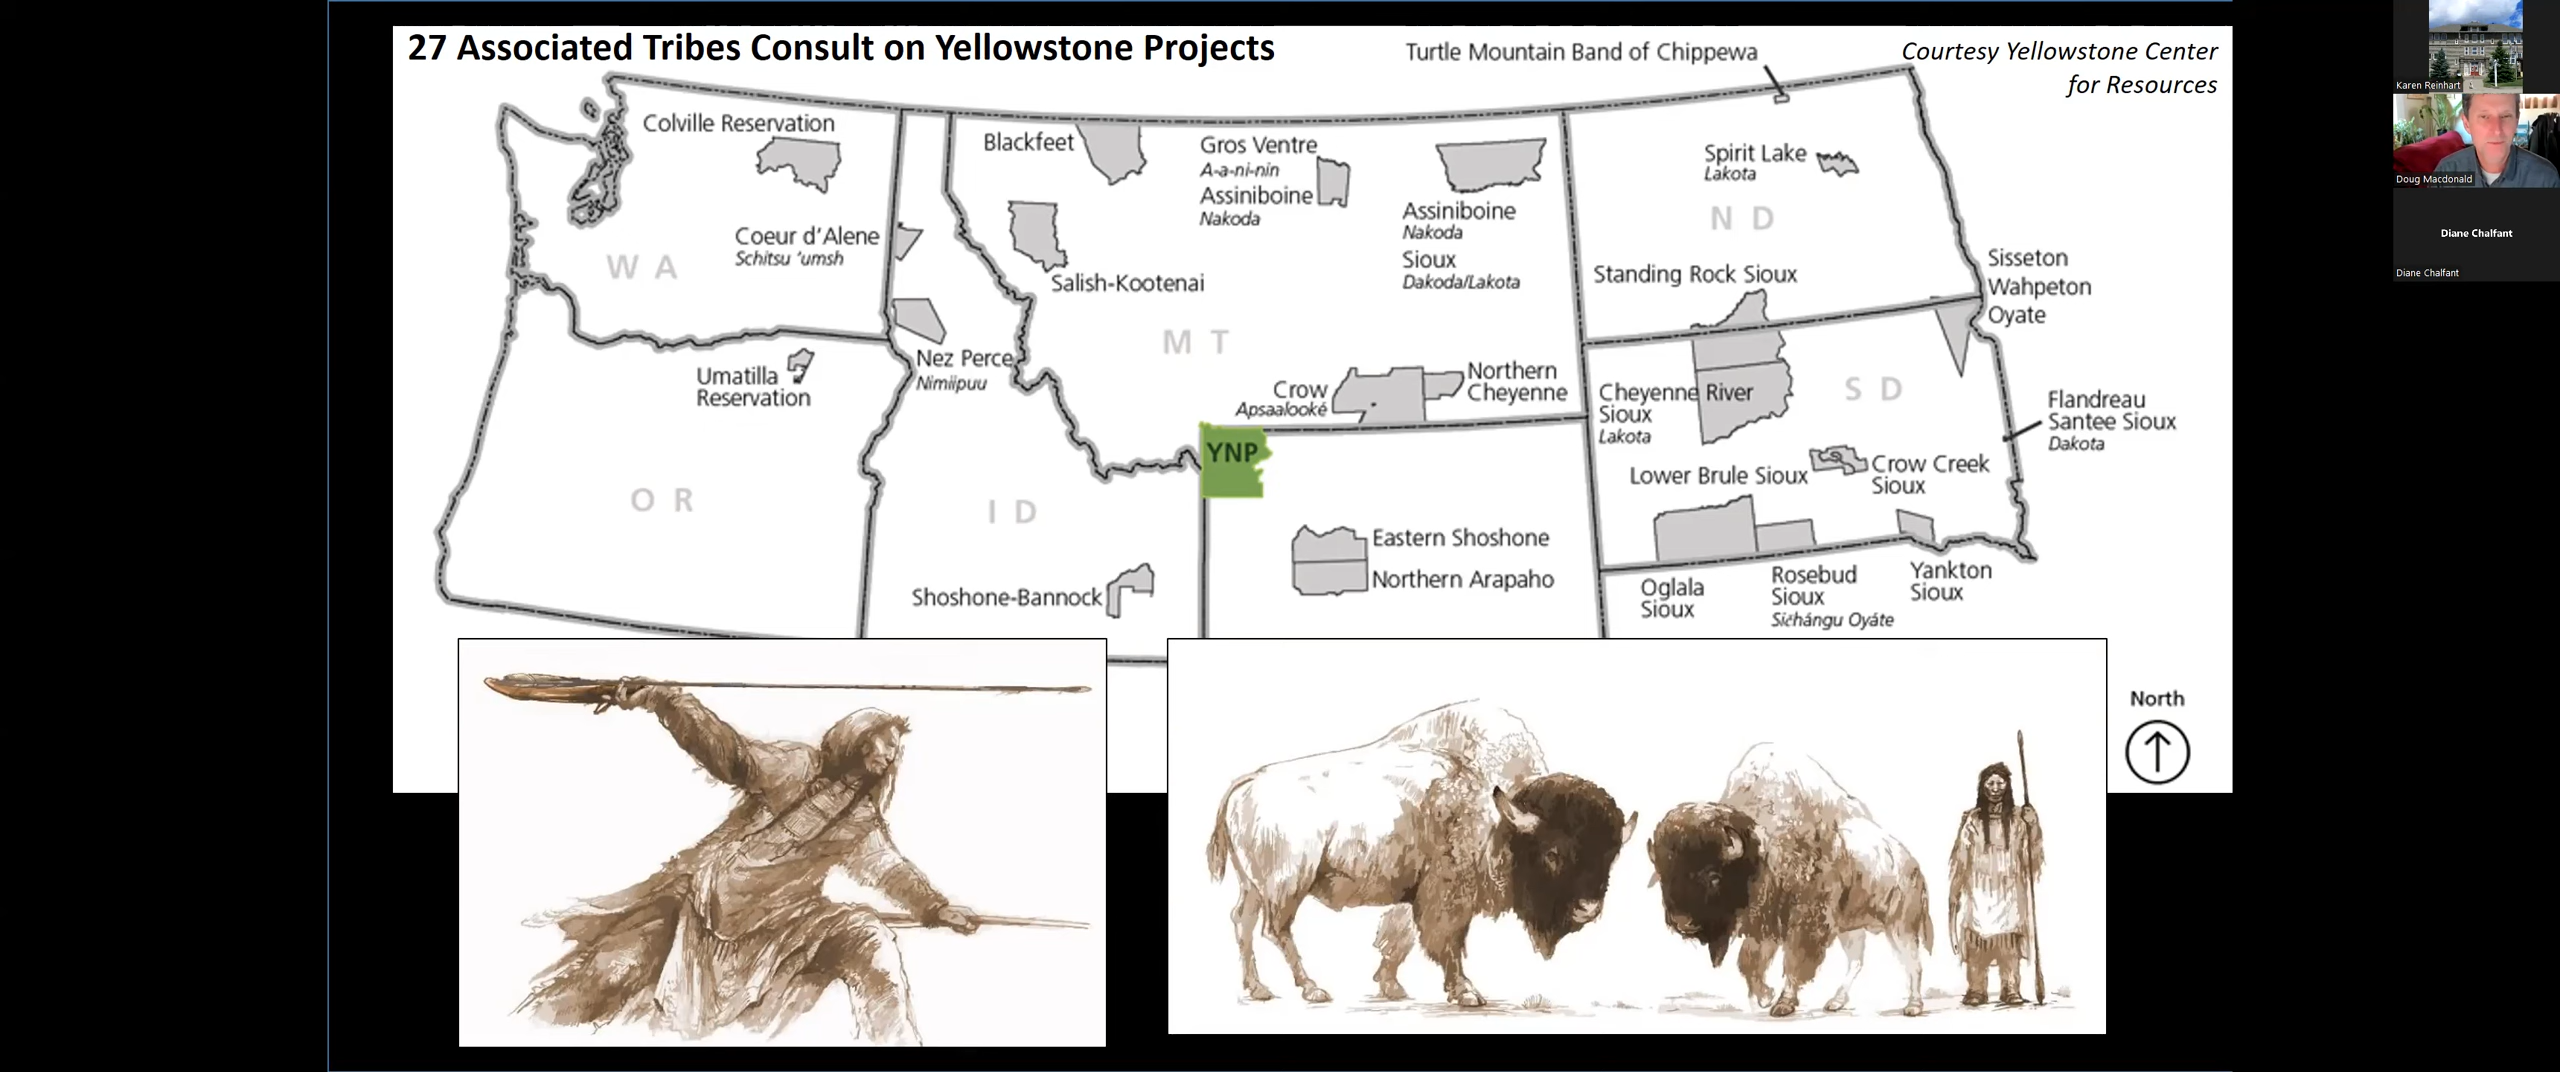 27 Associated Tribes Consult on Yellowstone Projects
Turtle Mountain Band of Chippewa
Courtesy Yellowstone Center
for Resources
Colville Reservation
Blackfeet
Gros Ventre
A-a-ni-nin
Assiniboine
Nakoda
Assiniboine
Nakoda
Sioux
Dakoda/Lakota
Spirit Lake
Lakota
N D
Coeur d'Alene
Schitsu 'umsh
W A
Salish-Kootenai
Standing Rock Sioux
Sisseton
Wahpeton
Oyate
M T
Nez Perce
Nimiipuu
Umatilla
Reservation
Crow
Apsaalooké
Northern
Cheyenne
Cheyenne River
Sioux
Lakota
S D
Flandreau
Santee Sioux
Dakota
YNP
Lower Brule Sioux
Crow Creek
Sioux
O R
I D
Eastern Shoshone
Northern Arapaho
Shoshone-Bannock
Oglala
Sioux
Rosebud
Sioux
Sičhángu Oyáte
Yankton
Sioux
North
Karen Reinhart
Doug Macdonald
Diane Chalfant
Diane Chalfant